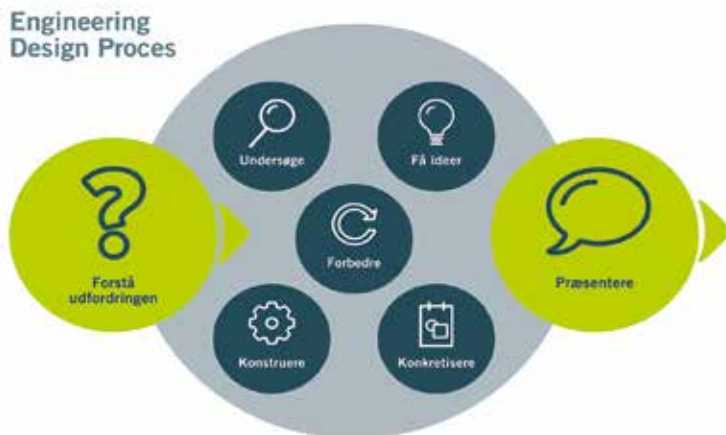 Engineering
Design Proces
Undersøge
Få ideer
Forstå
udfordringen
Forbedre
Præsentere
Konstruere
Konkretisere